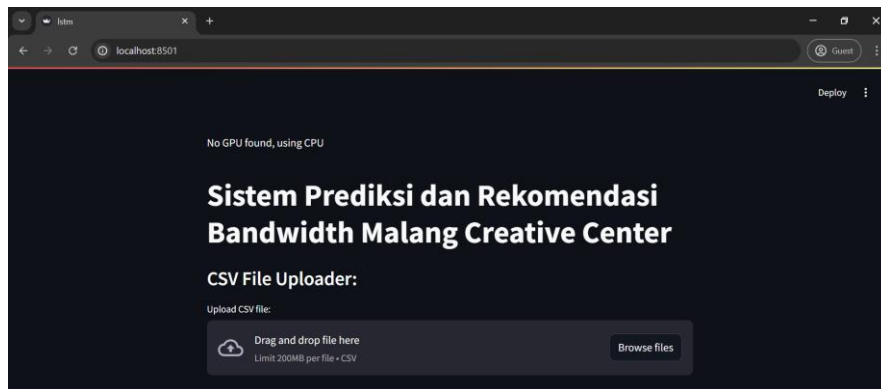 lstm
localhost:8501
Guest
Deploy
No GPU found, using CPU
Sistem Prediksi dan Rekomendasi
Bandwidth Malang Creative Center
CSV File Uploader:
Upload CSV file:
Drag and drop file here
Limit 200MB per file • CSV
Browse files